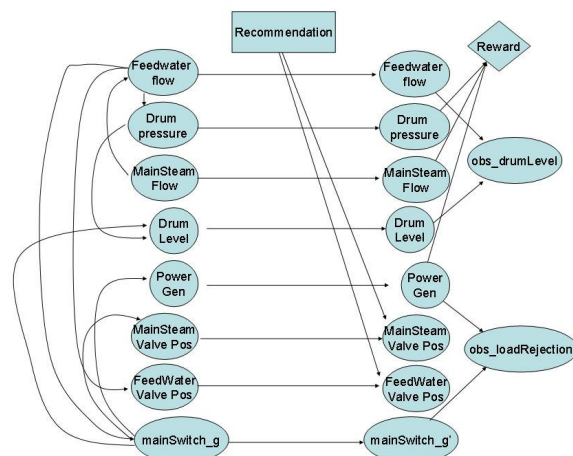 Recommendation
Reward
Feedwater
flow
Feedwater
flow
Drum
pressure
Drum
pressure
obs_drumLevel
MainSteam
Flow
MainSteam
Flow
Drum
Level
Drum
Level
Power
Gen
Power
Gen
MainSteam
Valve Pos
MainSteam
Valve Pos
obs_loadRejection
FeedWater
Valve Pos
FeedWater
Valve Pos
mainSwitch_g
mainSwitch_g'